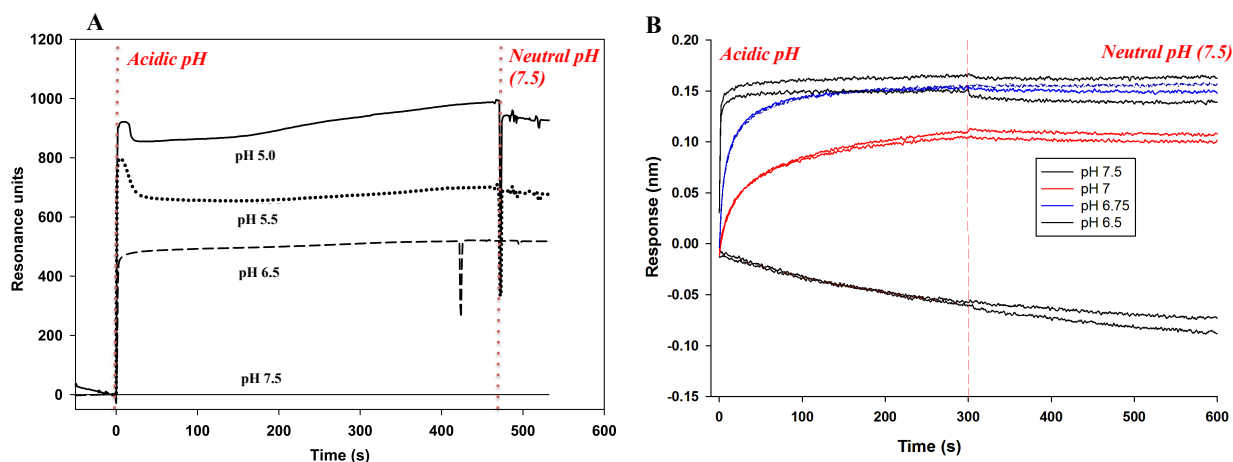 A
Resonance units
1200
1000
800
600
400
200
0
Acidic pH
Neutral pH
(7.5)
pH 5.0
pH 5.5
pH 6.5
pH 7.5
0
100
200
300
400
500
600
Time (s)
B
Response (nm)
0.20
0.15
0.10
0.05
0.00
-0.05
-0.10
-0.15
Acidic pH
Neutral pH (7.5)
pH 7.5
pH 7
pH 6.75
pH 6.5
0
100
200
300
400
500
600
Time (s)